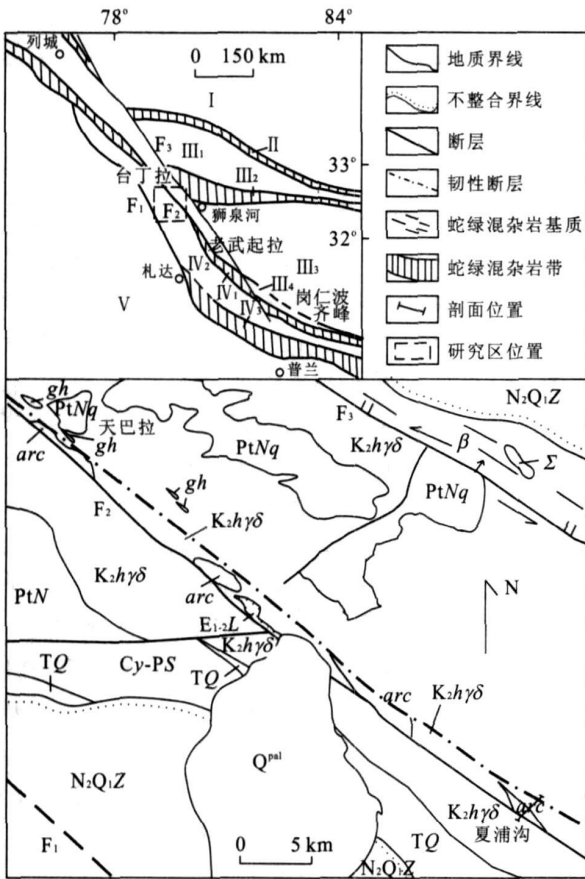 78°
84°
列城
0 150 km
I
II
F₃
III₁
III₂
33°
台丁拉
F₁
F₂
狮泉河
32°
老武起拉
札达
IV₂
IV₁
III₃
III₄
岗仁波
齐峰
V
IV₃
普兰
地质界线
不整合界线
断层
韧性断层
蛇绿混杂岩基质
蛇绿混杂岩带
剖面位置
研究区位置
gh
PtNq
天巴拉
arc
gh
F₂
PtNq
gh
K₂hγδ
F₃
N₂Q₁Z
K₂hγδ
β
Σ
PtNq
K₂hγδ
arc
PtN
E₁₋₂L
K₂hγδ
N
TQ
Cy-PS
TQ
arc
K₂hγδ
N₂Q₁Z
Qᵖᵃˡ
K₂hγδ
arc
夏浦沟
F₁
0 5 km
TQ
N₂Q₁Z